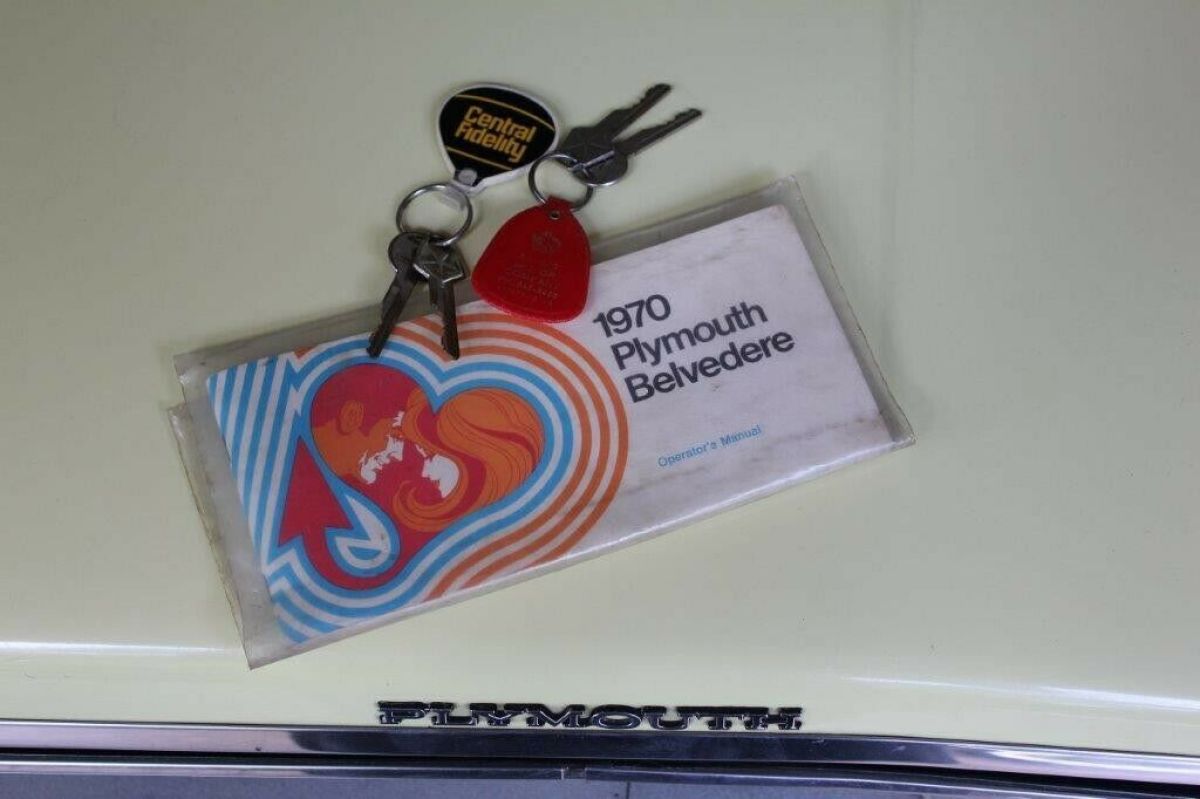 Central
Fidelity
1970
Plymouth
Belvedere
Operator's Manual
PLYMOUTH